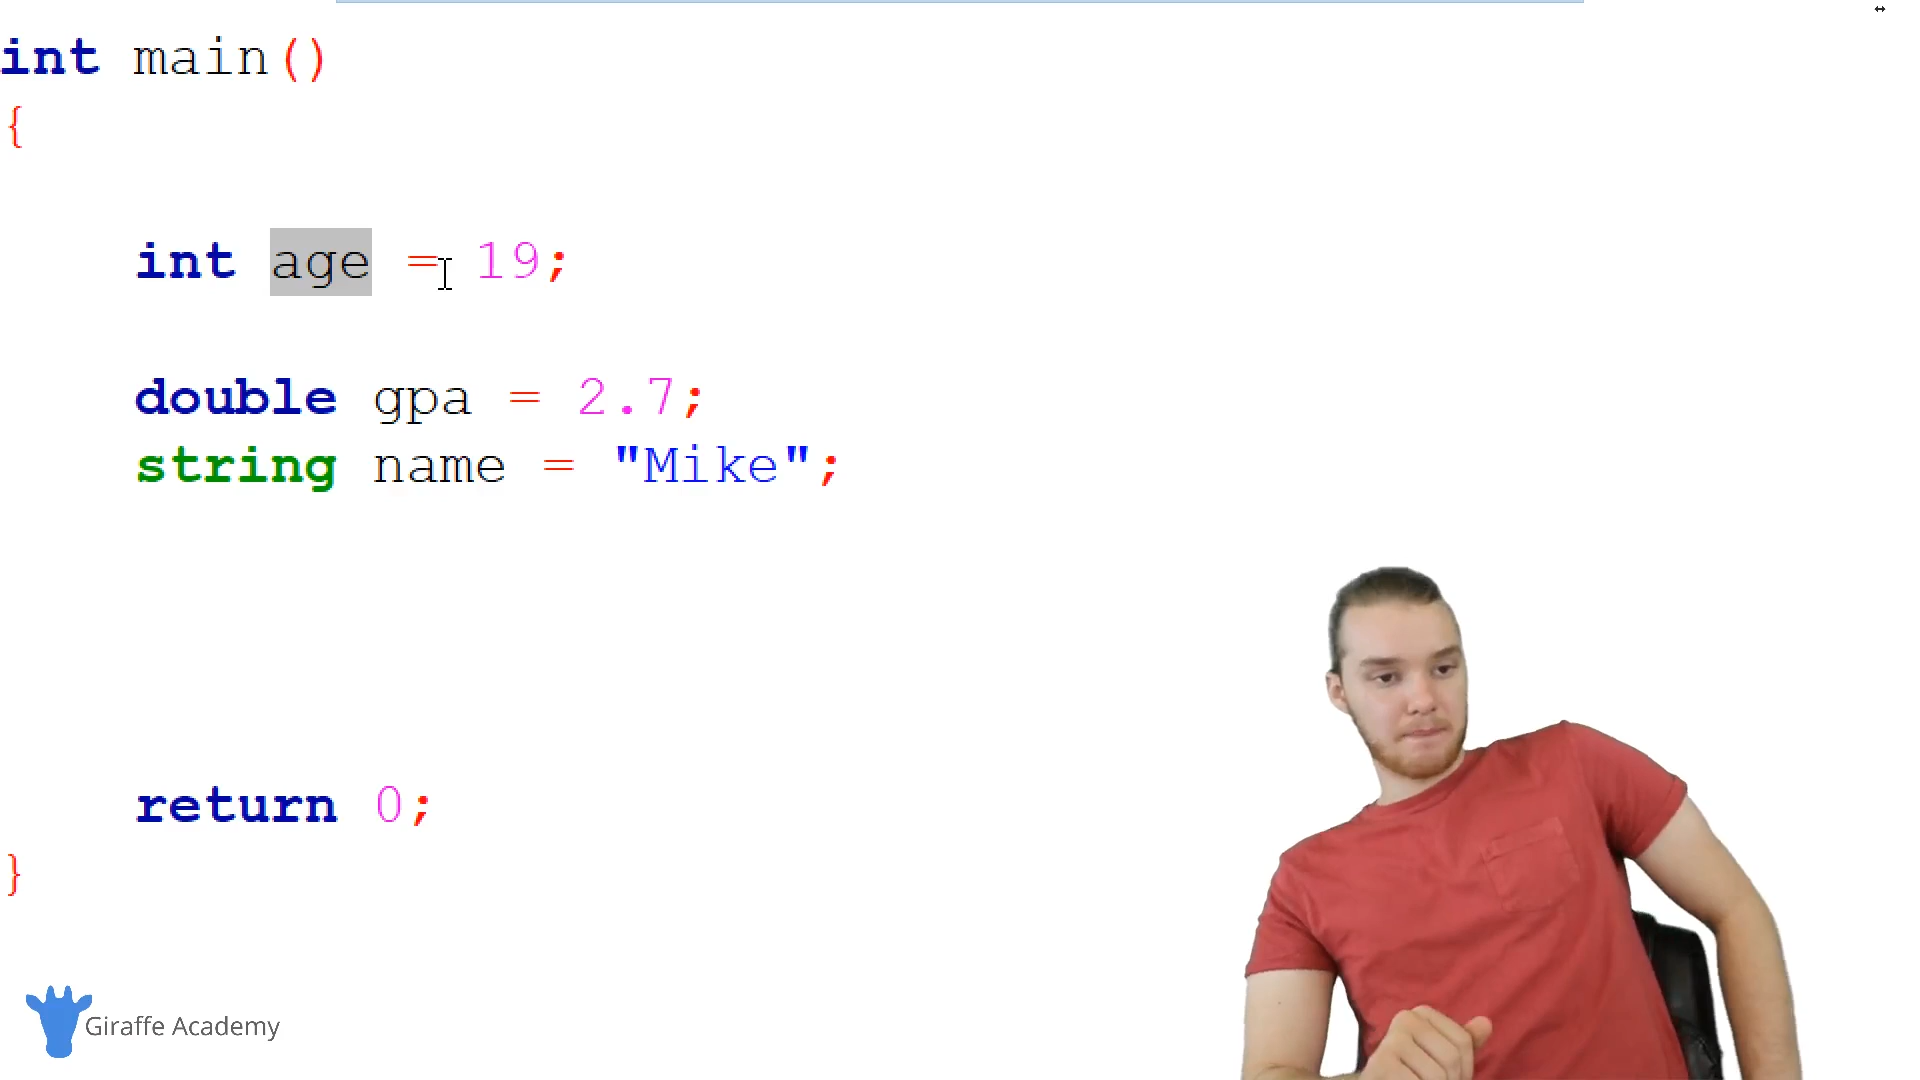 int main()
{
int age = 19;
double gpa = 2.7;
string name = "Mike";
return 0;
}
Giraffe Academy